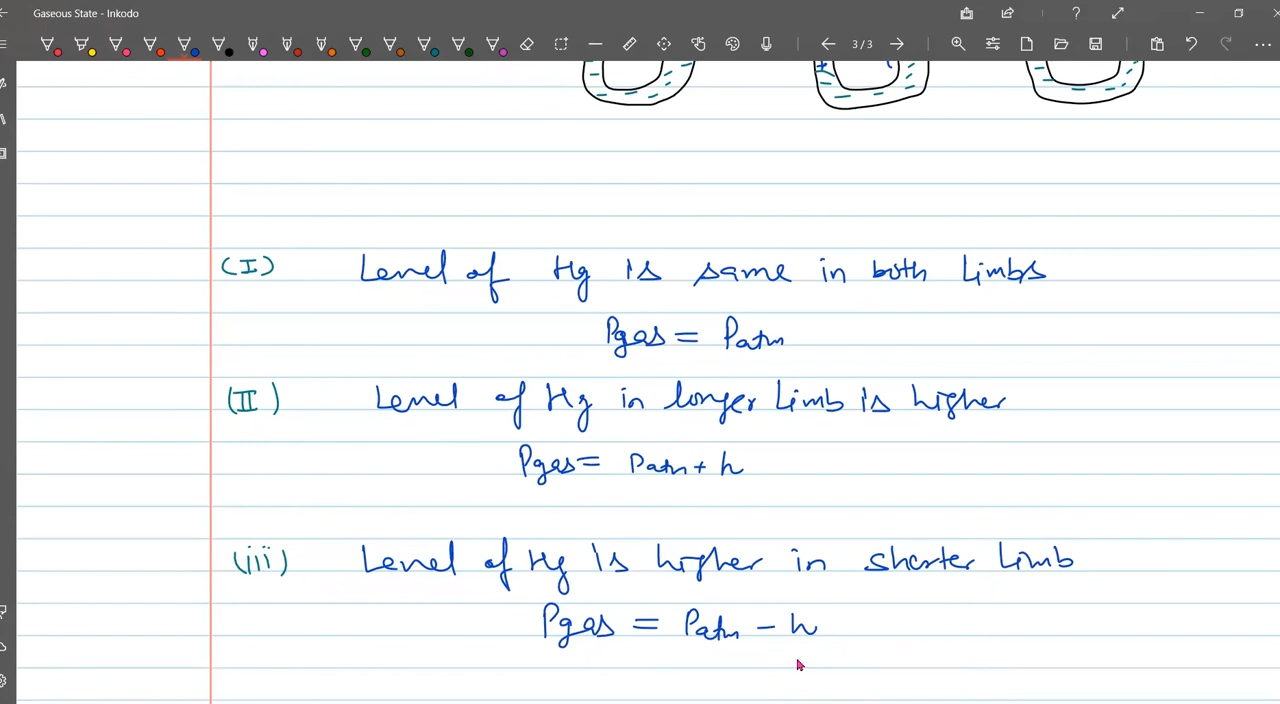 Gaseous State - Inkodo
3/3
(I) Level of Hg is same in both Limbs
Pgas = Patm
(II) Level of Hg in longer Limb is higher
Pgas = Patm + h
(iii) Level of Hg is higher in shorter Limb
Pgas = Patm - h